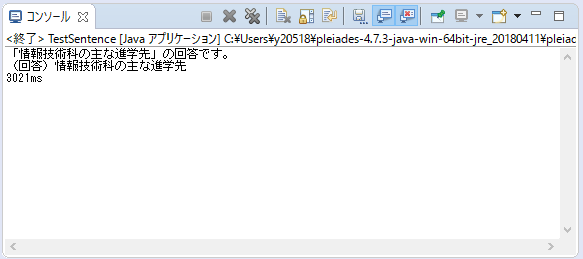 コンソール
<終了> TestSentence [Java アプリケーション] C:¥Users¥y20518¥pleiades-4.7.3-java-win-64bit-jre_20180411¥pleiad
「情報技術科の主な進学先」の回答です。
（回答）情報技術科の主な進学先
3021ms